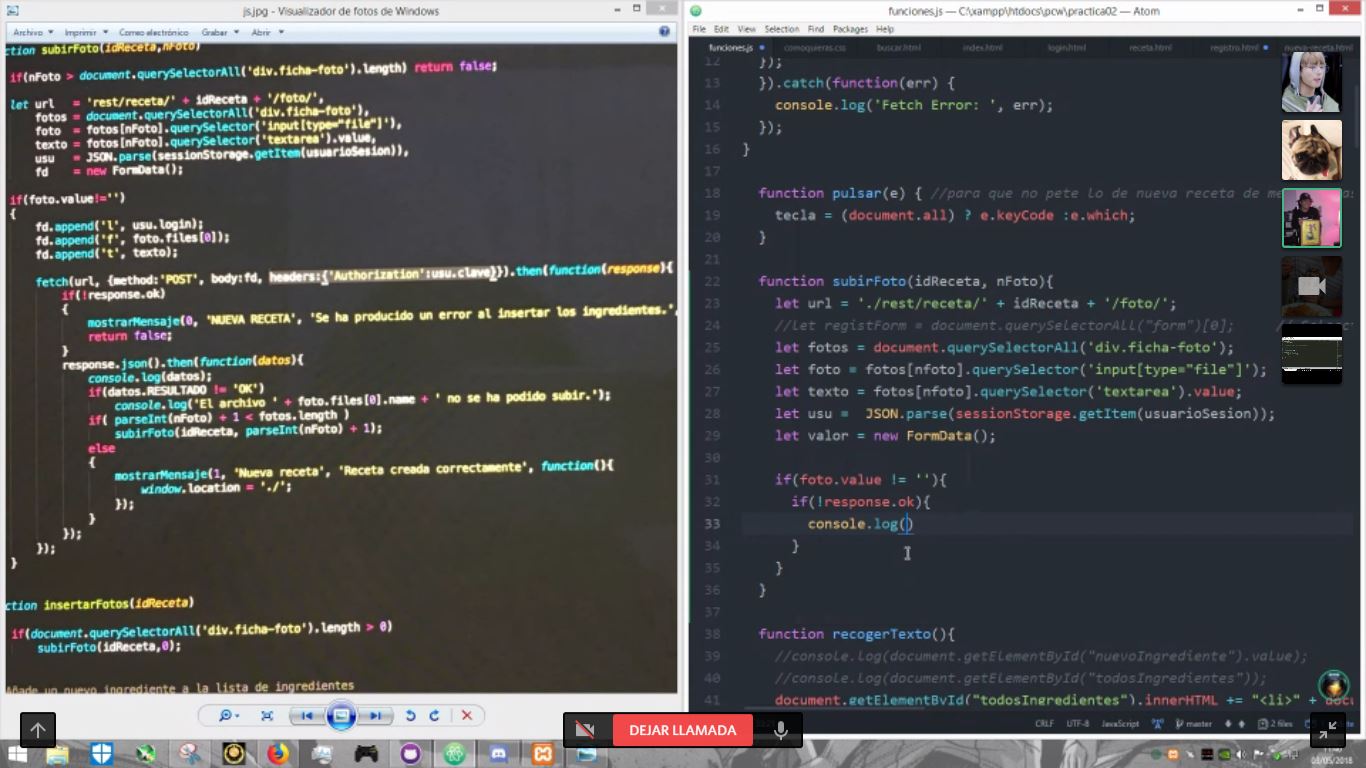 js.jpg - Visualizador de fotos de Windows
Archivo Imprimir Correo electrónico Grabar Abrir
ction subirFoto(idReceta,nFoto)
if(nFoto > document.querySelectorAll('div.ficha-foto').length) return false;
let url = 'rest/receta/' + idReceta + '/foto/',
fotos = document.querySelectorAll('div.ficha-foto'),
foto = fotos[nFoto].querySelector('input[type="file"]'),
texto = fotos[nFoto].querySelector('textarea').value,
usu = JSON.parse(sessionStorage.getItem(usuarioSesion)),
fd = new FormData();
if(foto.value!='')
{
fd.append('l', usu.login);
fd.append('f', foto.files[0]);
fd.append('t', texto);
fetch(url, {method:'POST', body:fd, headers:{'Authorization':usu.clave}}).then(function(response){
if(!response.ok)
{
mostrarMensaje(0, 'NUEVA RECETA', 'Se ha producido un error al insertar los ingredientes.',
return false;
}
response.json().then(function(datos){
console.log(datos);
if(datos.RESULTADO != 'OK')
console.log('El archivo ' + foto.files[0].name + ' no se ha podido subir.');
if( parseInt(nFoto) + 1 < fotos.length )
subirFoto(idReceta, parseInt(nFoto) + 1);
else
{
mostrarMensaje(1, 'Nueva receta', 'Receta creada correctamente', function(){
window.location = './';
});
}
});
});
}
ction insertarFotos(idReceta)
if(document.querySelectorAll('div.ficha-foto').length > 0)
subirFoto(idReceta,0);
Añade un nuevo ingrediente a la lista de ingredientes
funciones.js — C:\xampp\htdocs\pcw\practica02 — Atom
File Edit View Selection Find Packages Help
funciones.js comoquieras.css buscar.html index.html login.html receta.html registro.html nueva-receta.html
12 });
13 }).catch(function(err) {
14 console.log('Fetch Error: ', err);
15 });
16 }
17
18 function pulsar(e) { //para que no pete lo de nueva receta de
19 tecla = (document.all) ? e.keyCode :e.which;
20 }
21
22 function subirFoto(idReceta, nFoto){
23 let url = './rest/receta/' + idReceta + '/foto/';
24 //let registForm = document.querySelectorAll("form")[0];
25 let fotos = document.querySelectorAll('div.ficha-foto');
26 let foto = fotos[nfoto].querySelector('input[type="file"]');
27 let texto = fotos[nfoto].querySelector('textarea').value;
28 let usu = JSON.parse(sessionStorage.getItem(usuarioSesion));
29 let valor = new FormData();
30
31 if(foto.value != ''){
32 if(!response.ok){
33 console.log()
34 }
35 }
36 }
37
38 function recogerTexto(){
39 //console.log(document.getElementById("nuevoIngrediente").value);
40 //console.log(document.getElementById("todosIngredientes"));
41 document.getElementById("todosIngredientes").innerHTML += "<li>" +
CRLF UTF-8 JavaScript master 2 files
DEJAR LLAMADA
03/05/2018